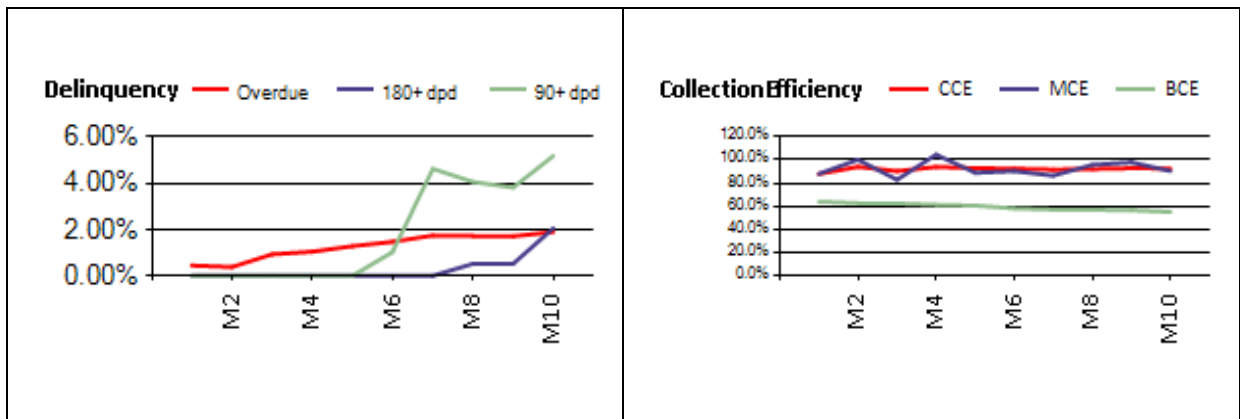 Delinquency Overdue 180+ dpd 90+ dpd
6.00%
4.00%
2.00%
0.00%
M2 M4 M6 M8 M10
Collection Efficiency CCE MCE BCE
120.0%
100.0%
80.0%
60.0%
40.0%
20.0%
0.0%
M2 M4 M6 M8 M10